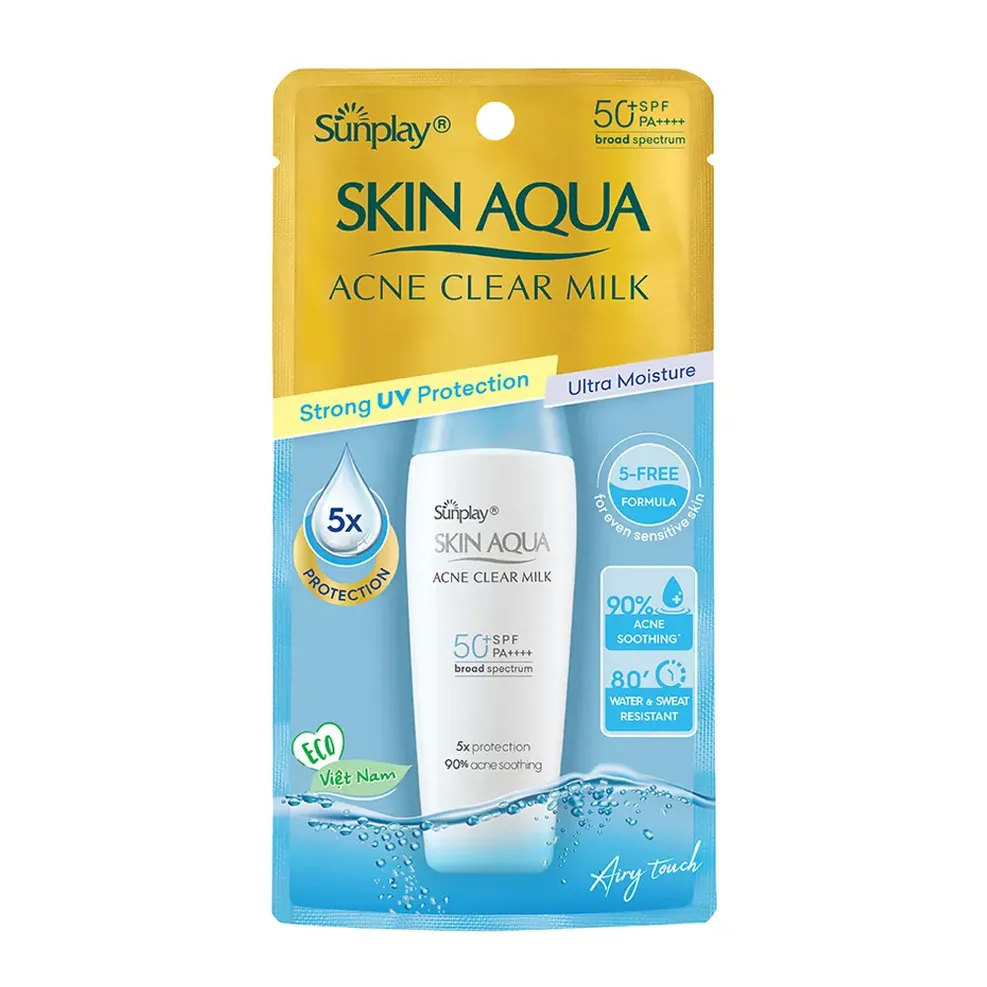 Sunplay®
50+ SPF
PA++++
broad spectrum
SKIN AQUA
ACNE CLEAR MILK
Strong UV Protection
Ultra Moisture
5x
PROTECTION
5-FREE
FORMULA
for even sensitive skin
90%
ACNE
SOOTHING*
80'
WATER & SWEAT
RESISTANT
Sunplay®
SKIN AQUA
ACNE CLEAR MILK
50+ SPF
PA++++
broad spectrum
5x protection
90% acne soothing
ECO
Việt Nam
Airy touch